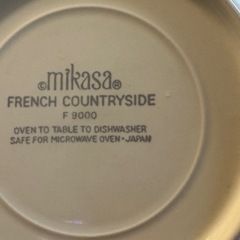 ©mikasa®
FRENCH COUNTRYSIDE
F 9000
OVEN TO TABLE TO DISHWASHER
SAFE FOR MICROWAVE OVEN·JAPAN